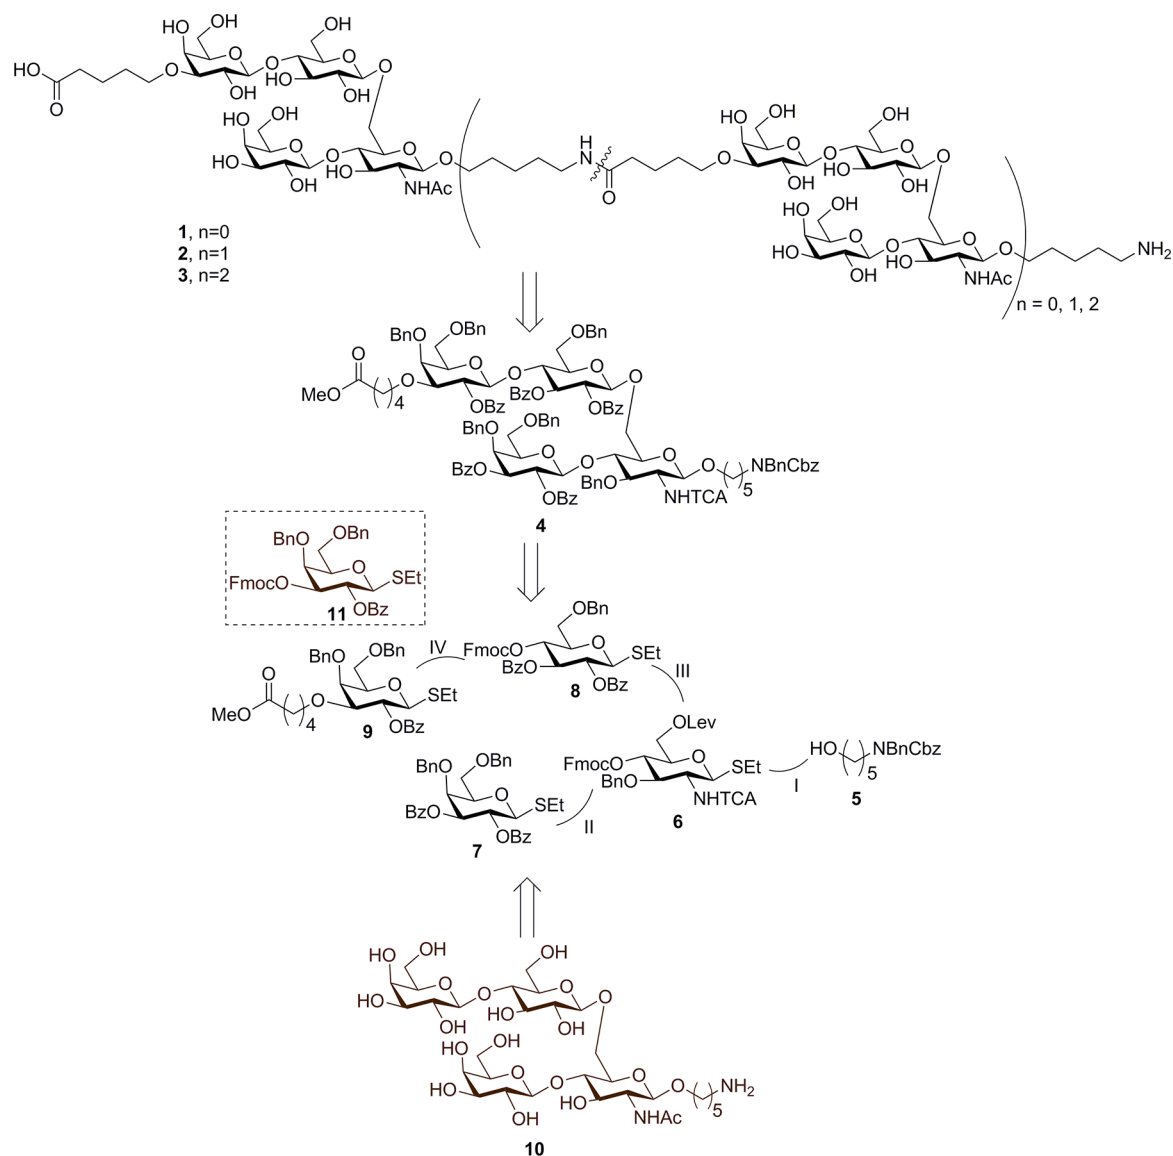 OH OH OH
HO O O O O O OH HO OH O
O OH OH O
HO OH O O O O NHAc
HO OH HO
H N O
HO OH OH O O O O HO OH OH O
HO OH O O O O NH2
HO OH HO NHAc
1, n=0
2, n=1
3, n=2
n = 0, 1, 2
BnO OBn OBn
O MeO ( )4 O O OBz O BzO O OBz O
BnO OBn
BzO O OBz O BnO O NHTCA O ( )5 NBnCbz
4
BnO OBn
FmocO O SEt
11 OBz
OBn
FmocO O SEt
BzO OBz
8
IV
III
BnO OBn
O MeO ( )4 O O SEt
9 OBz
OLev
FmocO O SEt
BnO NHTCA
6
I
HO ( )5 NBnCbz
5
BnO OBn
BzO O SEt
OBz
7
II
HO OH OH
HO O O O O
OH HO OH
HO OH
HO O O O O ( )5 NH2
OH HO NHAc
10